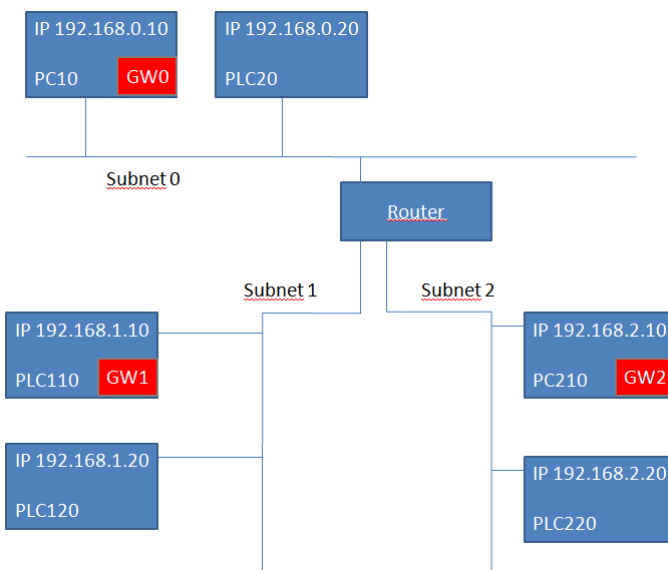 IP 192.168.0.10
PC10
GW0
IP 192.168.0.20
PLC20
Subnet 0
Router
Subnet 1
Subnet 2
IP 192.168.1.10
PLC110
GW1
IP 192.168.2.10
PC210
GW2
IP 192.168.1.20
PLC120
IP 192.168.2.20
PLC220